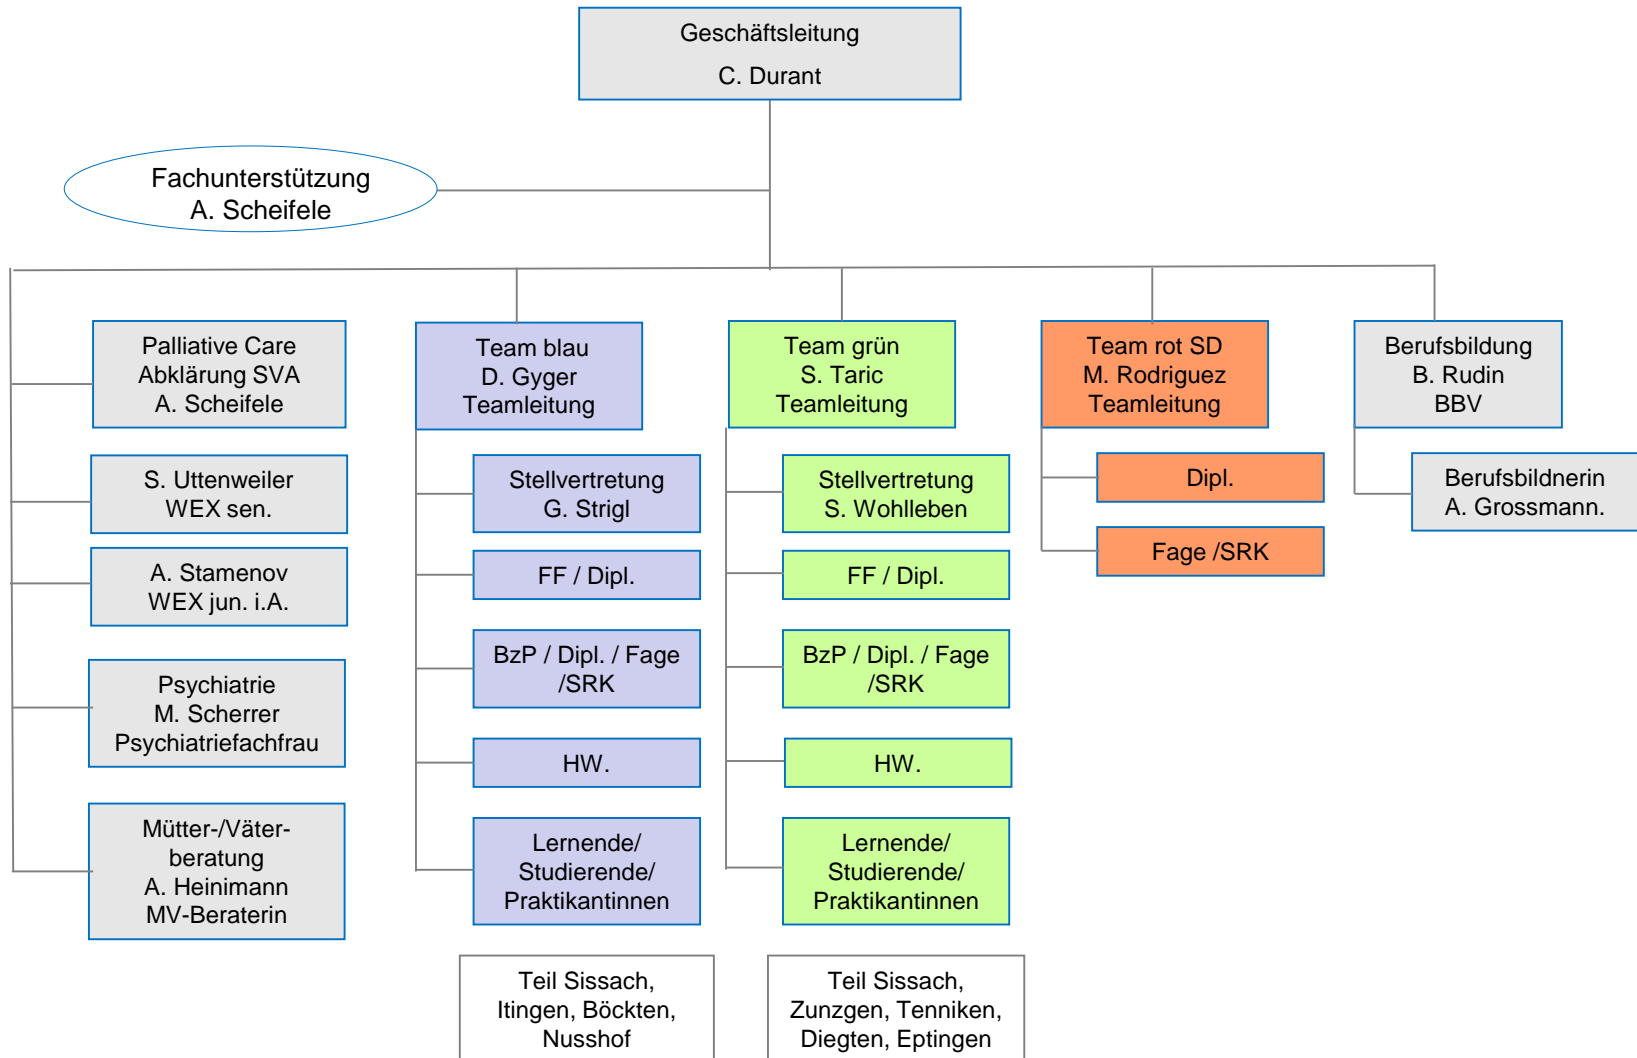 Geschäftsleitung
C. Durant
Fachunterstützung
A. Scheifele
Palliative Care
Abklärung SVA
A. Scheifele
S. Uttenweiler
WEX sen.
A. Stamenov
WEX jun. i.A.
Psychiatrie
M. Scherrer
Psychiatriefachfrau
Mütter-/Väter-
beratung
A. Heinimann
MV-Beraterin
Team blau
D. Gyger
Teamleitung
Stellvertretung
G. Strigl
FF / Dipl.
BzP / Dipl. / Fage
/SRK
HW.
Lernende/
Studierende/
Praktikantinnen
Teil Sissach,
Itingen, Böckten,
Nusshof
Team grün
S. Taric
Teamleitung
Stellvertretung
S. Wohlleben
FF / Dipl.
BzP / Dipl. / Fage
/SRK
HW.
Lernende/
Studierende/
Praktikantinnen
Teil Sissach,
Zunzgen, Tenniken,
Diegten, Eptingen
Team rot SD
M. Rodriguez
Teamleitung
Dipl.
Fage /SRK
Berufsbildung
B. Rudin
BBV
Berufsbildnerin
A. Grossmann.